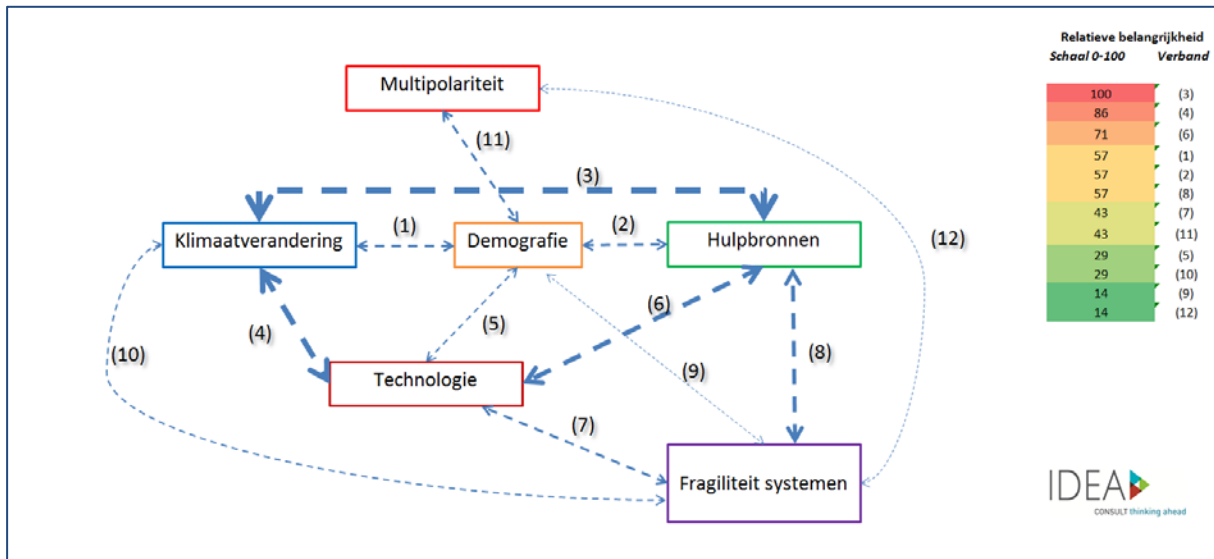 Relatieve belangrijkheid
Schaal 0-100 Verband
100 (3)
86 (4)
71 (6)
57 (1)
57 (2)
57 (8)
43 (7)
43 (11)
29 (5)
29 (10)
14 (9)
14 (12)
Multipolariteit
(11)
(3)
(1)
(2)
Klimaatverandering
Demografie
Hulpbronnen
(12)
(6)
(5)
(4)
(10)
(8)
(9)
Technologie
(7)
Fragiliteit systemen
IDEA
CONSULT thinking ahead